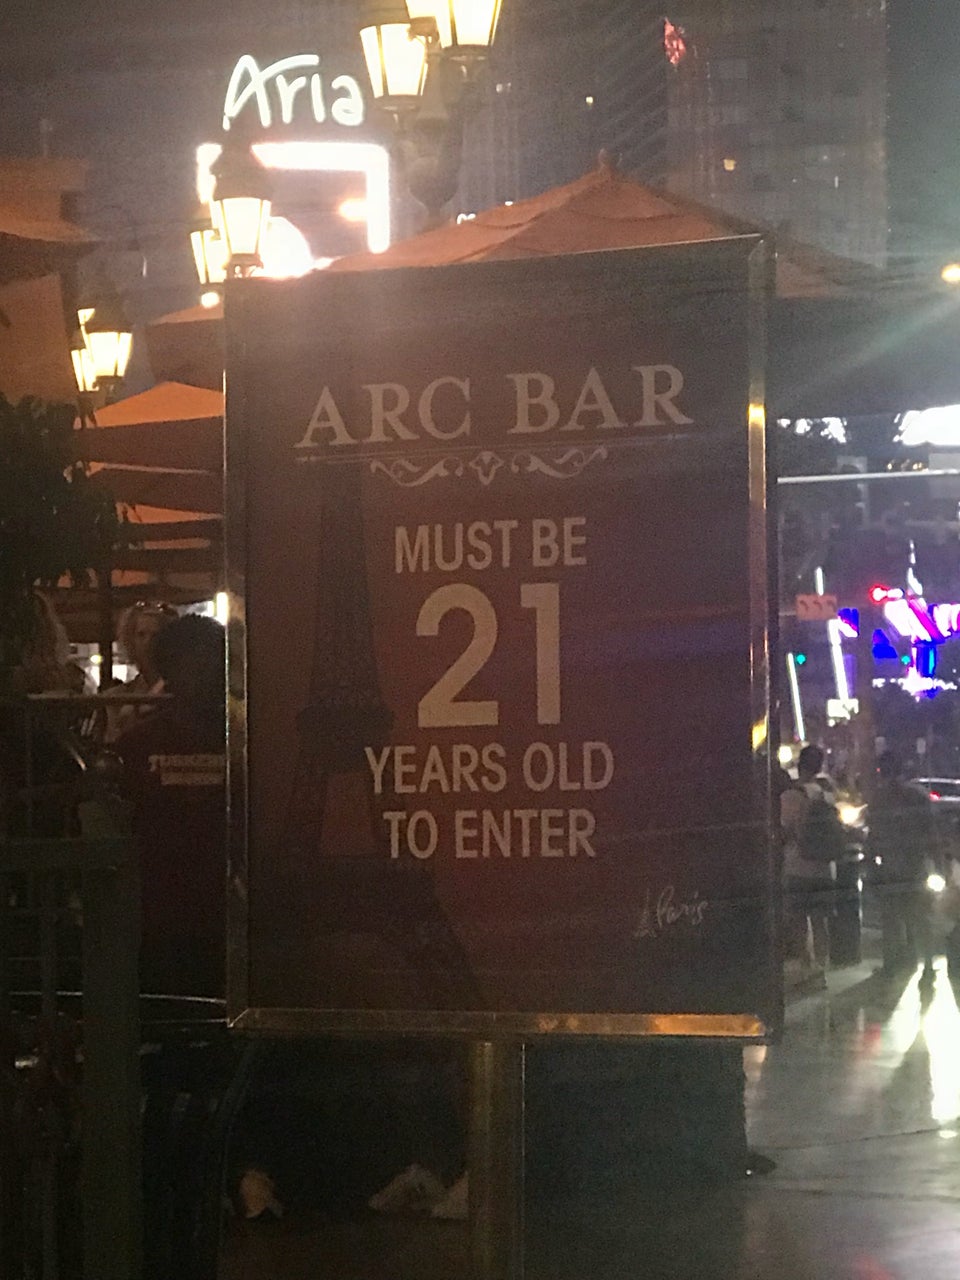 Aria
ARC BAR
MUST BE
21
YEARS OLD
TO ENTER
Paris